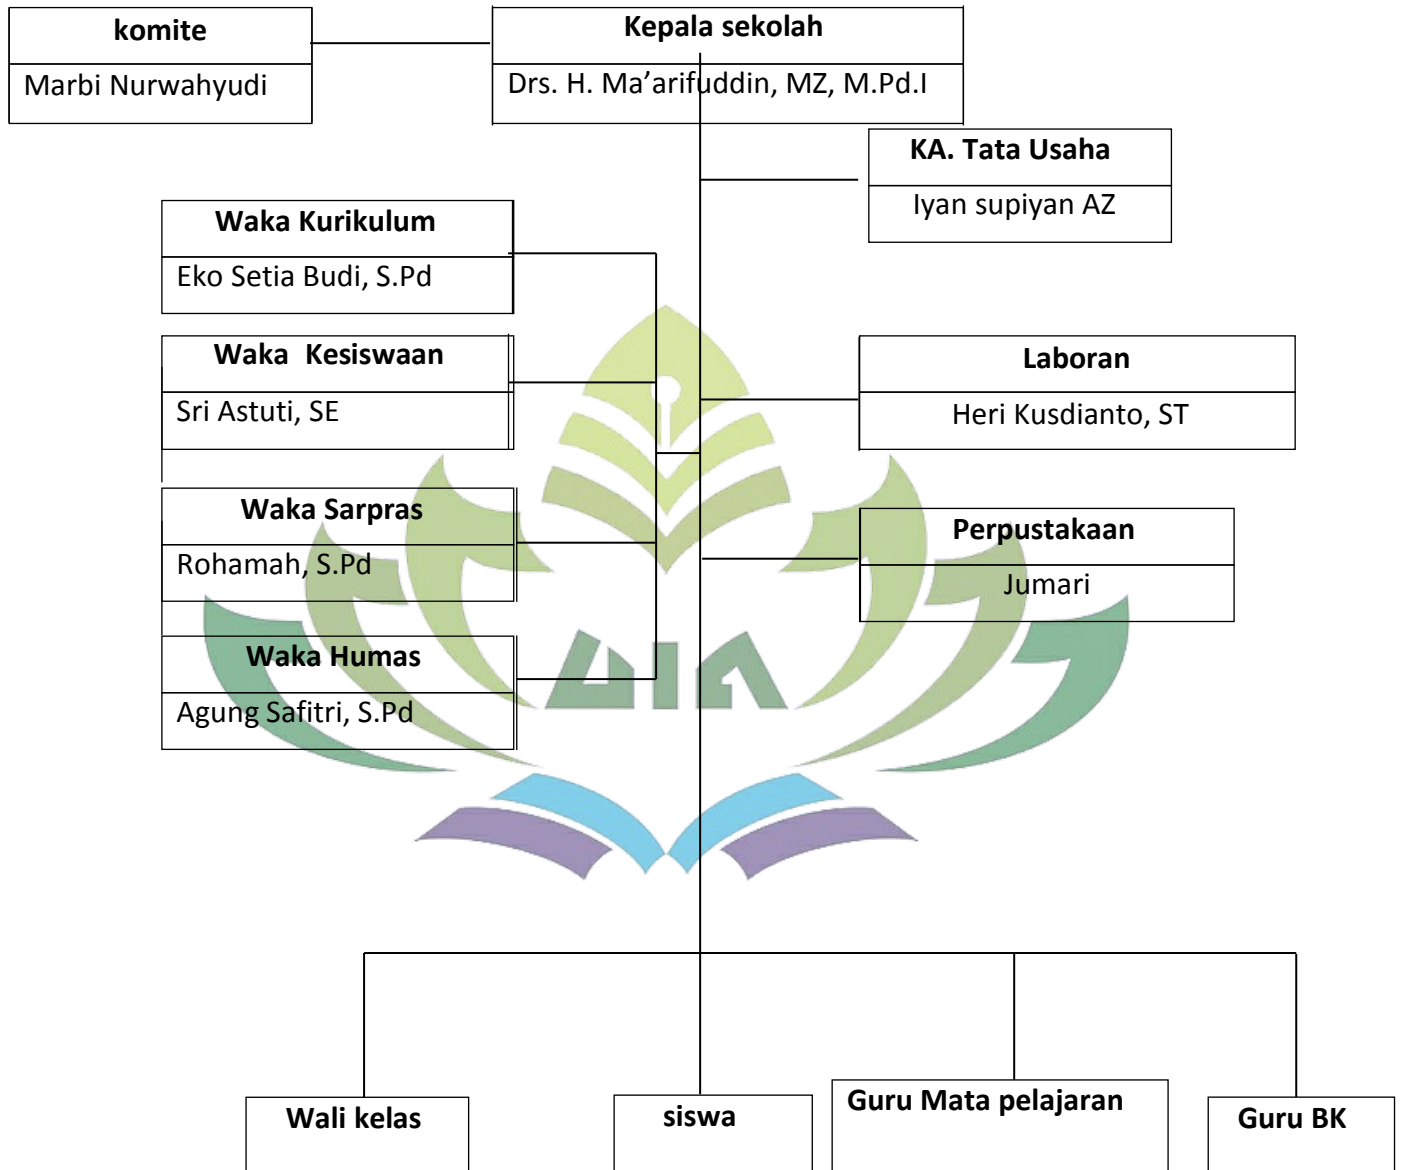 komite
Marbi Nurwahyudi
Kepala sekolah
Drs. H. Ma’arifuddin, MZ, M.Pd.I
KA. Tata Usaha
Iyan supiyan AZ
Waka Kurikulum
Eko Setia Budi, S.Pd
Waka  Kesiswaan
Sri Astuti, SE
Laboran
Heri Kusdianto, ST
Waka Sarpras
Rohamah, S.Pd
Perpustakaan
Jumari
Waka Humas
Agung Safitri, S.Pd
UIN
Wali kelas
siswa
Guru Mata pelajaran
Guru BK